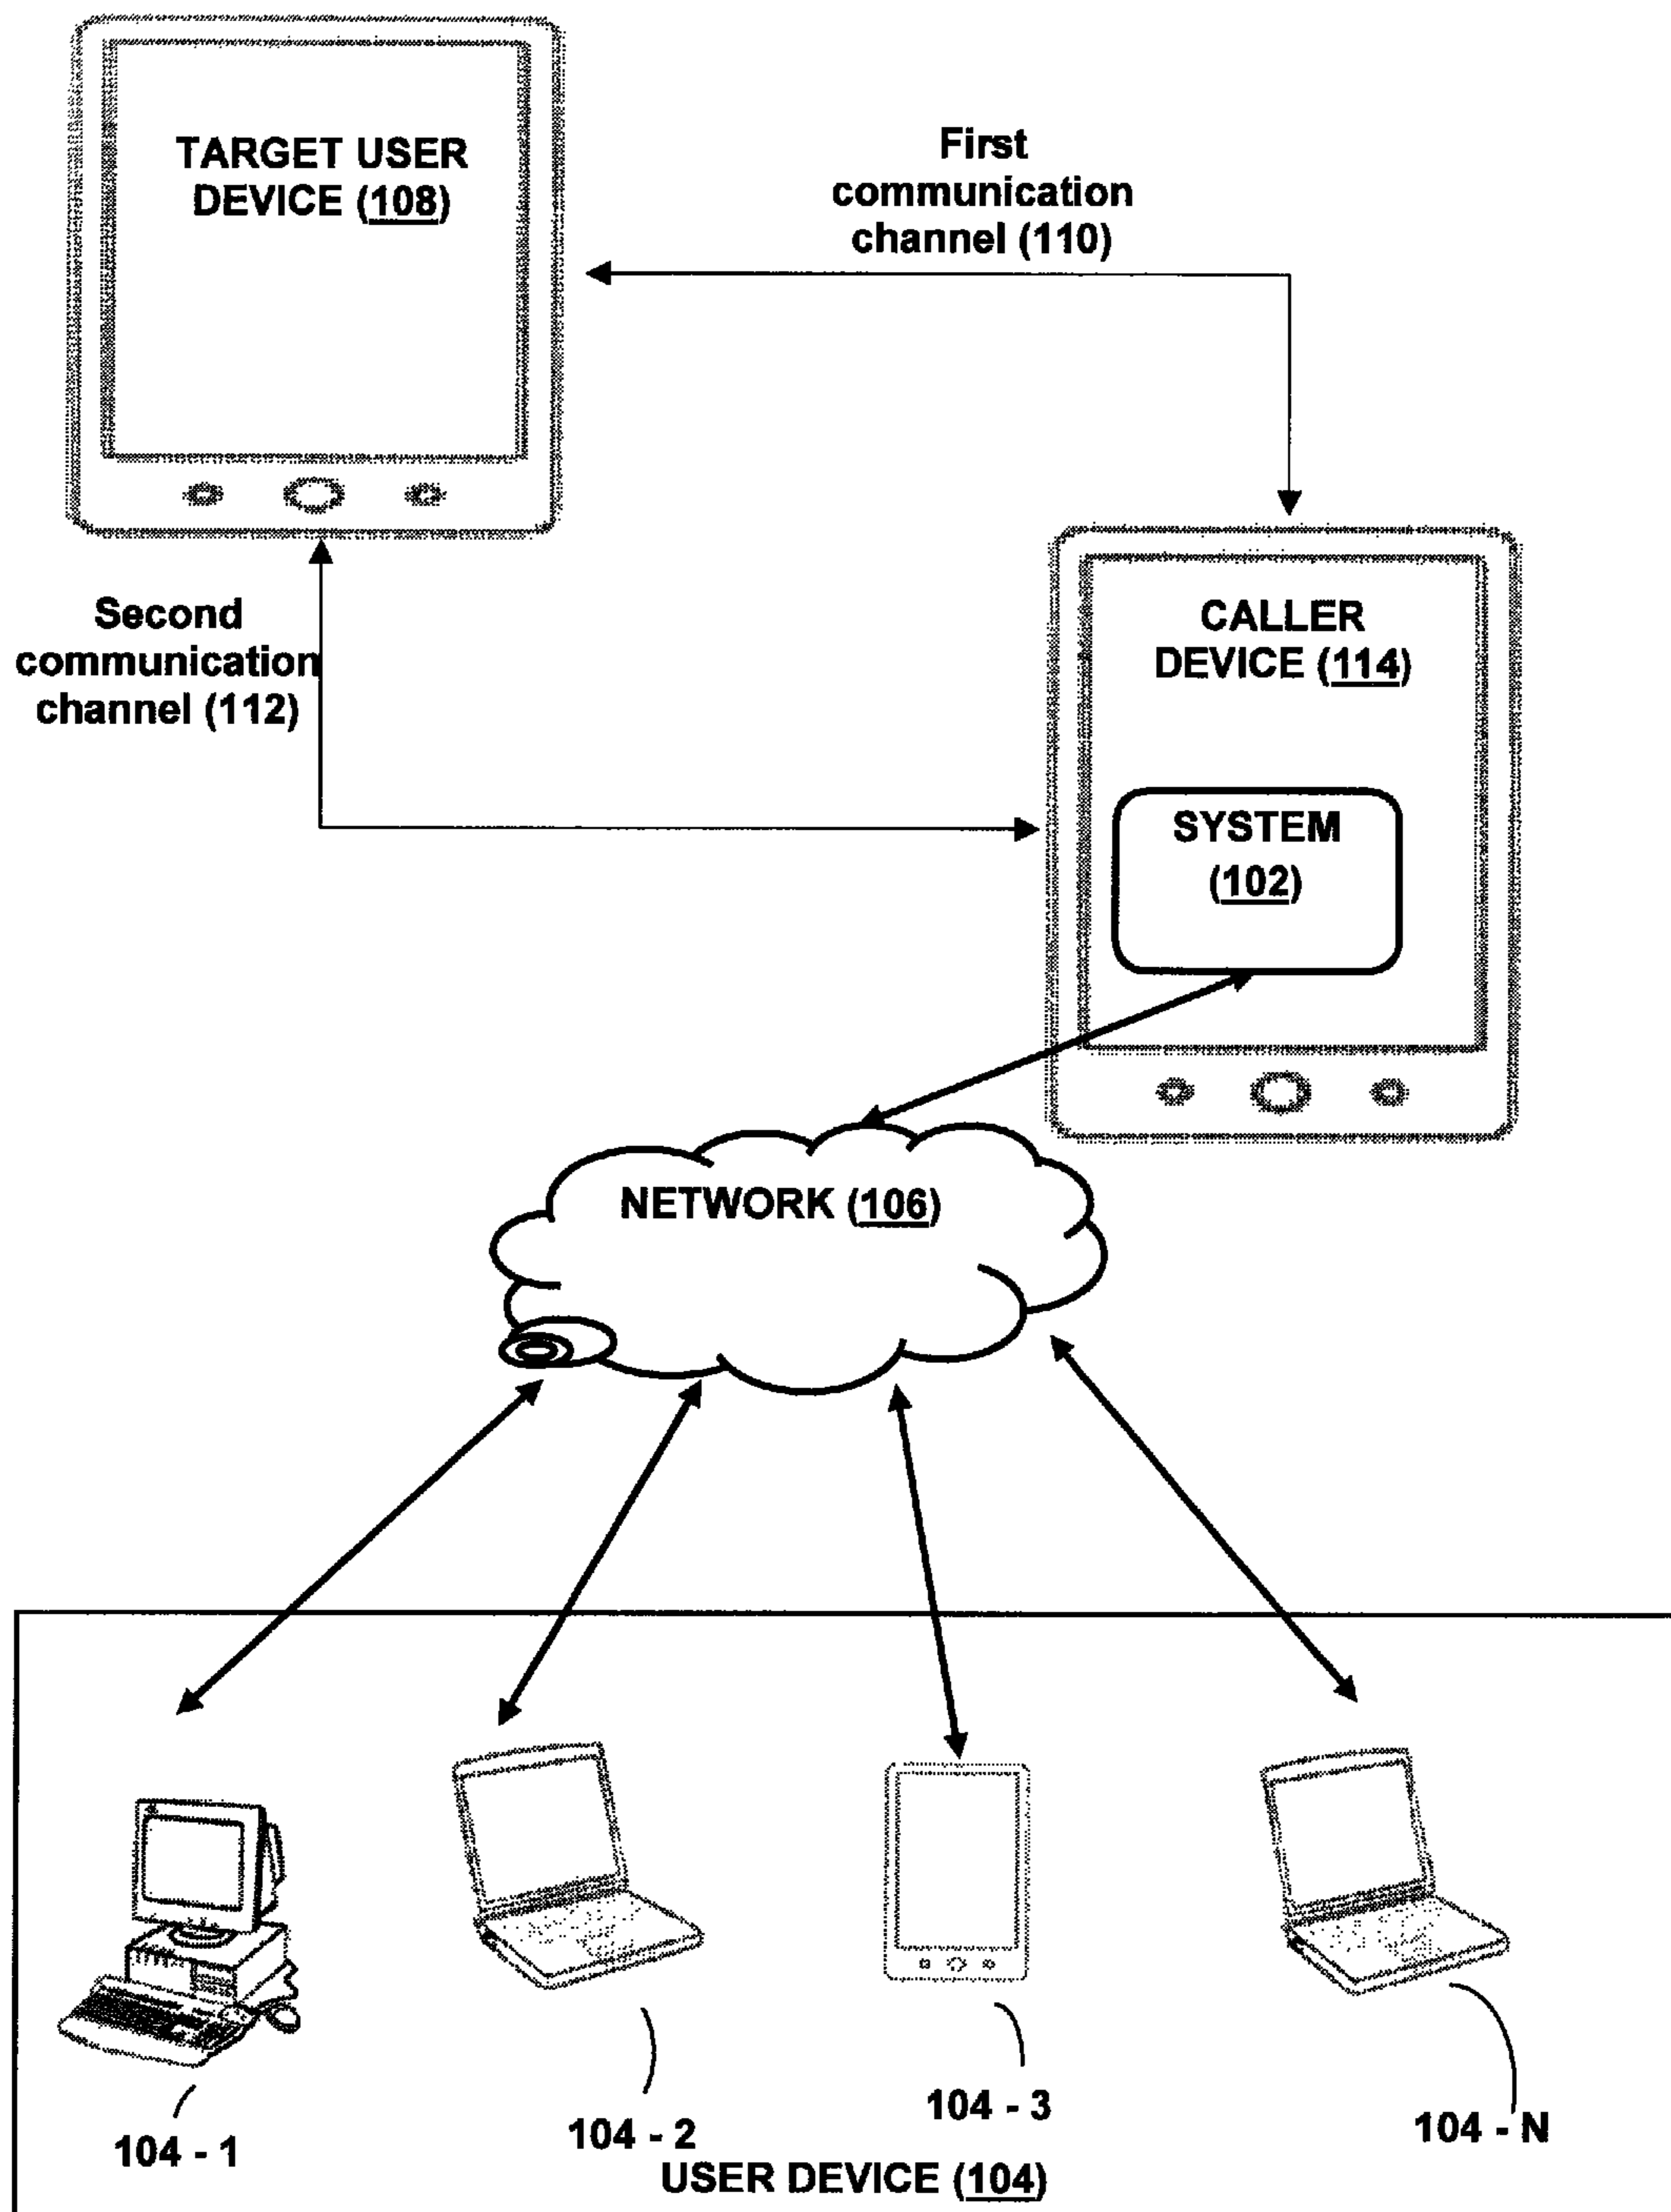 TARGET USER
DEVICE (108)
First
communication
channel (110)
Second
communication
channel (112)
CALLER
DEVICE (114)
SYSTEM
(102)
NETWORK (106)
104 - 1
104 - 2
104 - 3
104 - N
USER DEVICE (104)